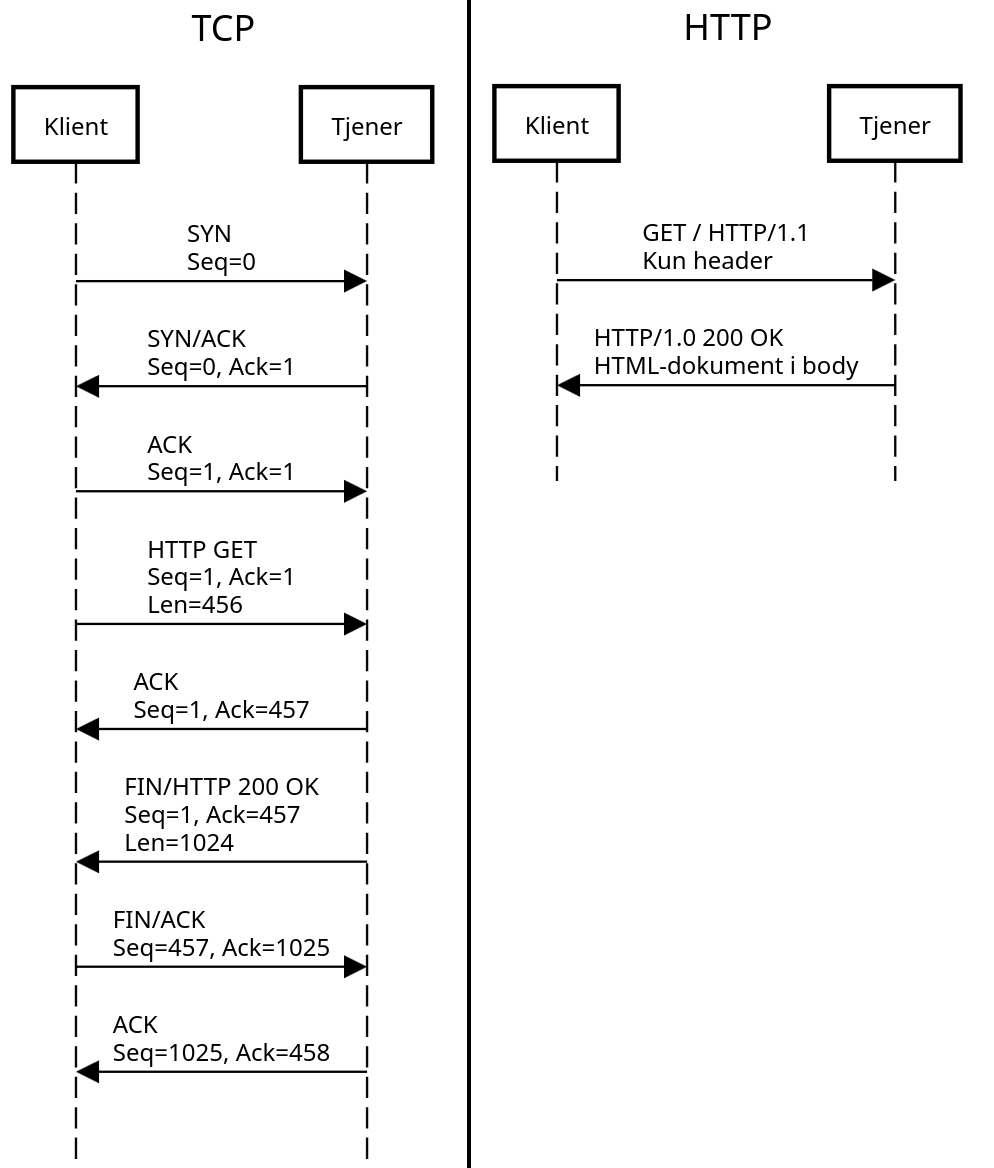 TCP
Klient
Tjener
SYN
Seq=0
SYN/ACK
Seq=0, Ack=1
ACK
Seq=1, Ack=1
HTTP GET
Seq=1, Ack=1
Len=456
ACK
Seq=1, Ack=457
FIN/HTTP 200 OK
Seq=1, Ack=457
Len=1024
FIN/ACK
Seq=457, Ack=1025
ACK
Seq=1025, Ack=458
HTTP
Klient
Tjener
GET / HTTP/1.1
Kun header
HTTP/1.0 200 OK
HTML-dokument i body